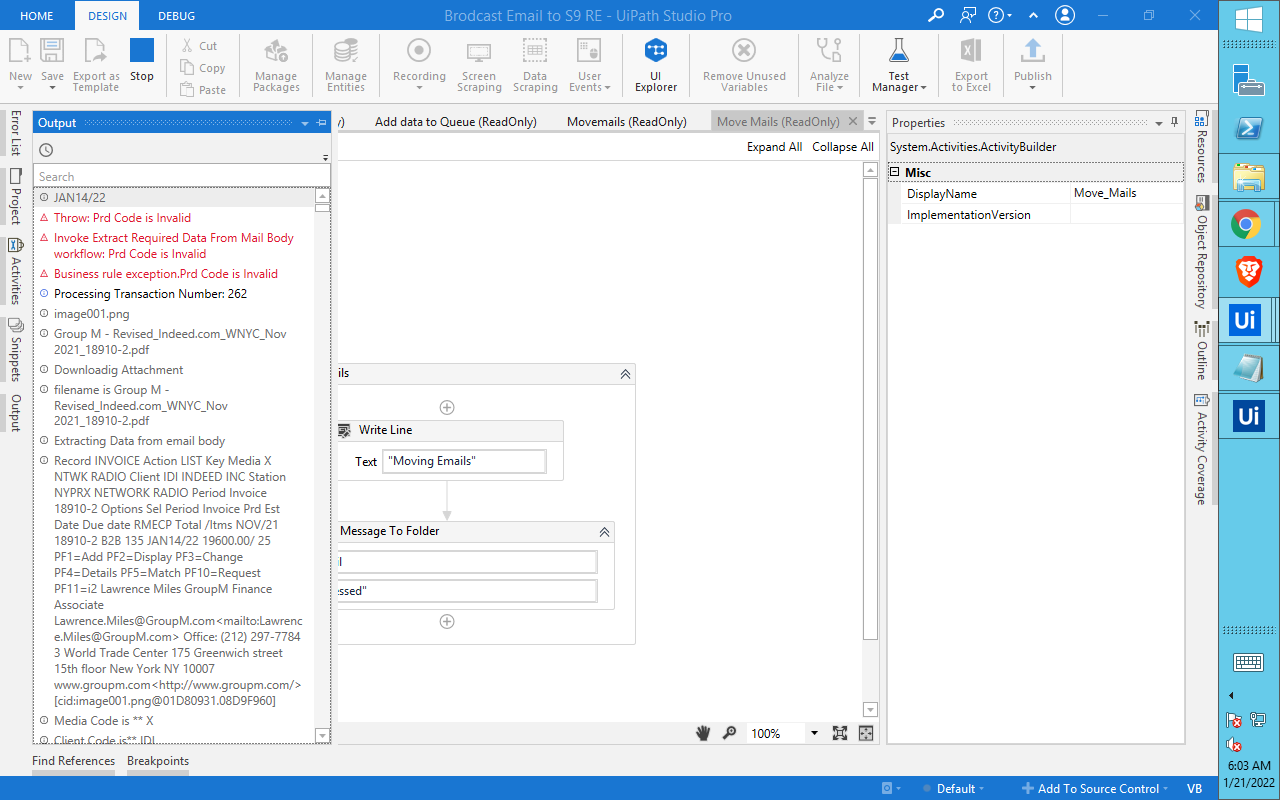 HOME DESIGN DEBUG
Brodcast Email to S9 RE - UiPath Studio Pro
New
Save
Export as
Template
Stop
Cut
Copy
Paste
Manage
Packages
Manage
Entities
Recording
Screen
Scraping
Data
Scraping
User
Events
UI
Explorer
Remove Unused
Variables
Analyze
File
Test
Manager
Export
to Excel
Publish
Error List
Project
Activities
Snippets
Output
Output
Search
JAN14/22
Throw: Prd Code is Invalid
Invoke Extract Required Data From Mail Body
workflow: Prd Code is Invalid
Business rule exception.Prd Code is Invalid
Processing Transaction Number: 262
image001.png
Group M - Revised_Indeed.com_WNYC_Nov
2021_18910-2.pdf
Downloadig Attachment
filename is Group M -
Revised_Indeed.com_WNYC_Nov
2021_18910-2.pdf
Extracting Data from email body
Record INVOICE Action LIST Key Media X
NTWK RADIO Client IDI INDEED INC Station
NYPRX NETWORK RADIO Period Invoice
18910-2 Options Sel Period Invoice Prd Est
Date Due date RMECP Total /Itms NOV/21
18910-2 B2B 135 JAN14/22 19600.00/ 25
PF1=Add PF2=Display PF3=Change
PF4=Details PF5=Match PF10=Request
PF11=i2 Lawrence Miles GroupM Finance
Associate
Lawrence.Miles@GroupM.com<mailto:Lawrenc
e.Miles@GroupM.com> Office: (212) 297-7784
3 World Trade Center 175 Greenwich street
15th floor New York NY 10007
www.groupm.com<http://www.groupm.com/>
[cid:image001.png@01D80931.08D9F960]
Media Code is ** X
Client Code is** IDI
y) Add data to Queue (ReadOnly) Movemails (ReadOnly) Move Mails (ReadOnly)
Expand All Collapse All
ils
Write Line
Text "Moving Emails"
Message To Folder
il
essed"
100%
Properties
System.Activities.ActivityBuilder
Misc
DisplayName Move_Mails
ImplementationVersion
Resources
Object Repository
Outline
Activity Coverage
Ui
Ui
Find References Breakpoints
Default
Add To Source Control
VB
6:03 AM
1/21/2022